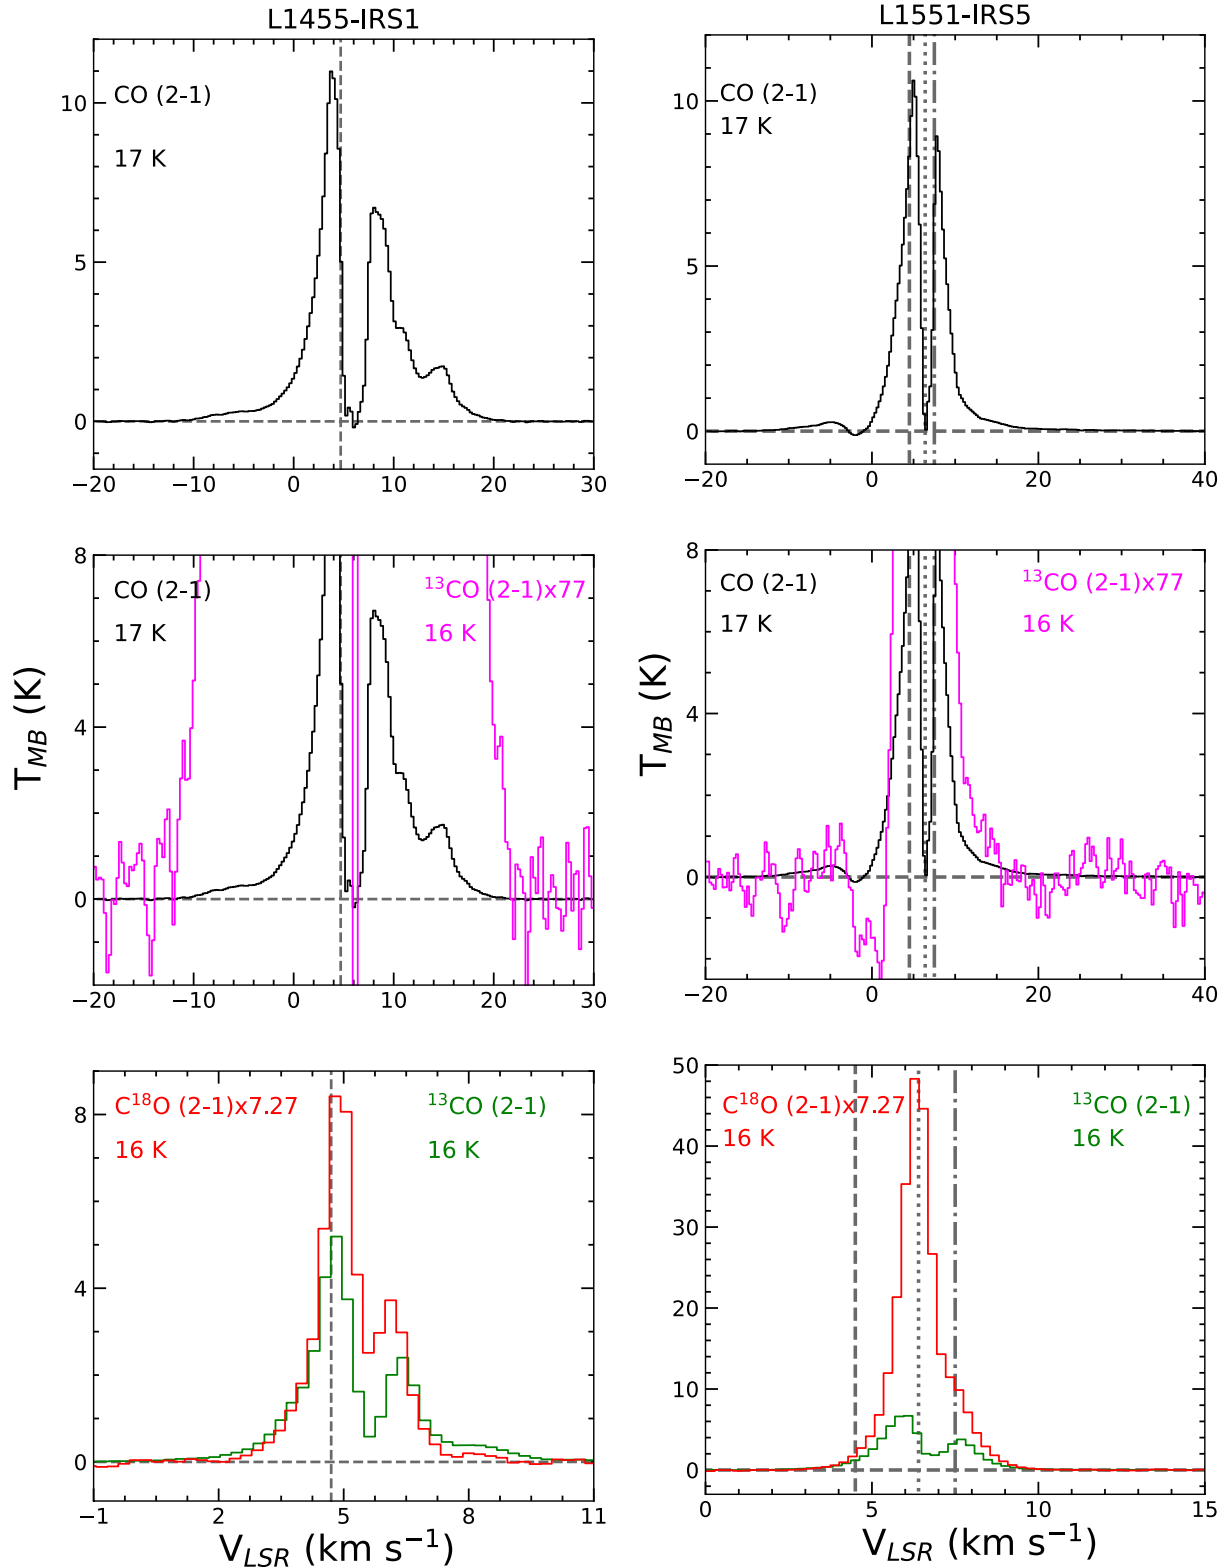 L1455-IRS1
CO (2-1)
17 K
10
5
0
−20 −10 0 10 20 30
L1551-IRS5
CO (2-1)
17 K
10
5
0
−20 0 20 40
T_MB (K)
CO (2-1)
17 K
¹³CO (2-1)x77
16 K
8
4
0
−20 −10 0 10 20 30
T_MB (K)
CO (2-1)
17 K
¹³CO (2-1)x77
16 K
8
4
0
−20 0 20 40
C¹⁸O (2-1)x7.27
16 K
¹³CO (2-1)
16 K
8
4
0
−1 2 5 8 11
V_LSR (km s⁻¹)
C¹⁸O (2-1)x7.27
16 K
¹³CO (2-1)
16 K
50
40
30
20
10
0
0 5 10 15
V_LSR (km s⁻¹)